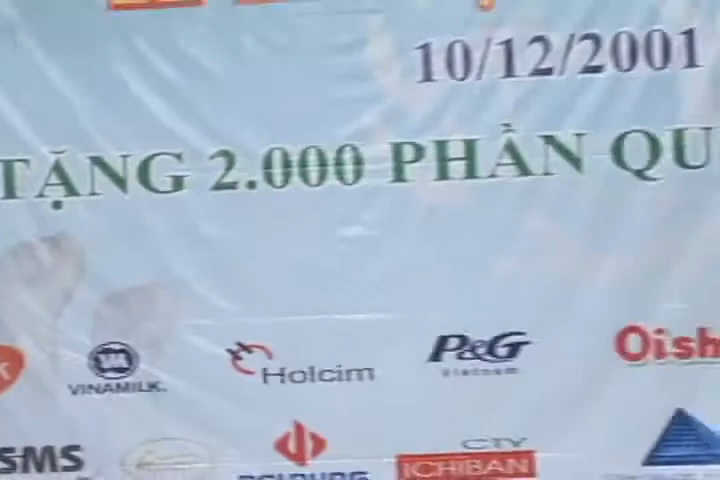 10/12/2001
TẶNG 2.000 PHẦN QU
VINAMILK.
Holcim
P&G
Vietnam
Oish
SMS
CTY
ICHIBAN